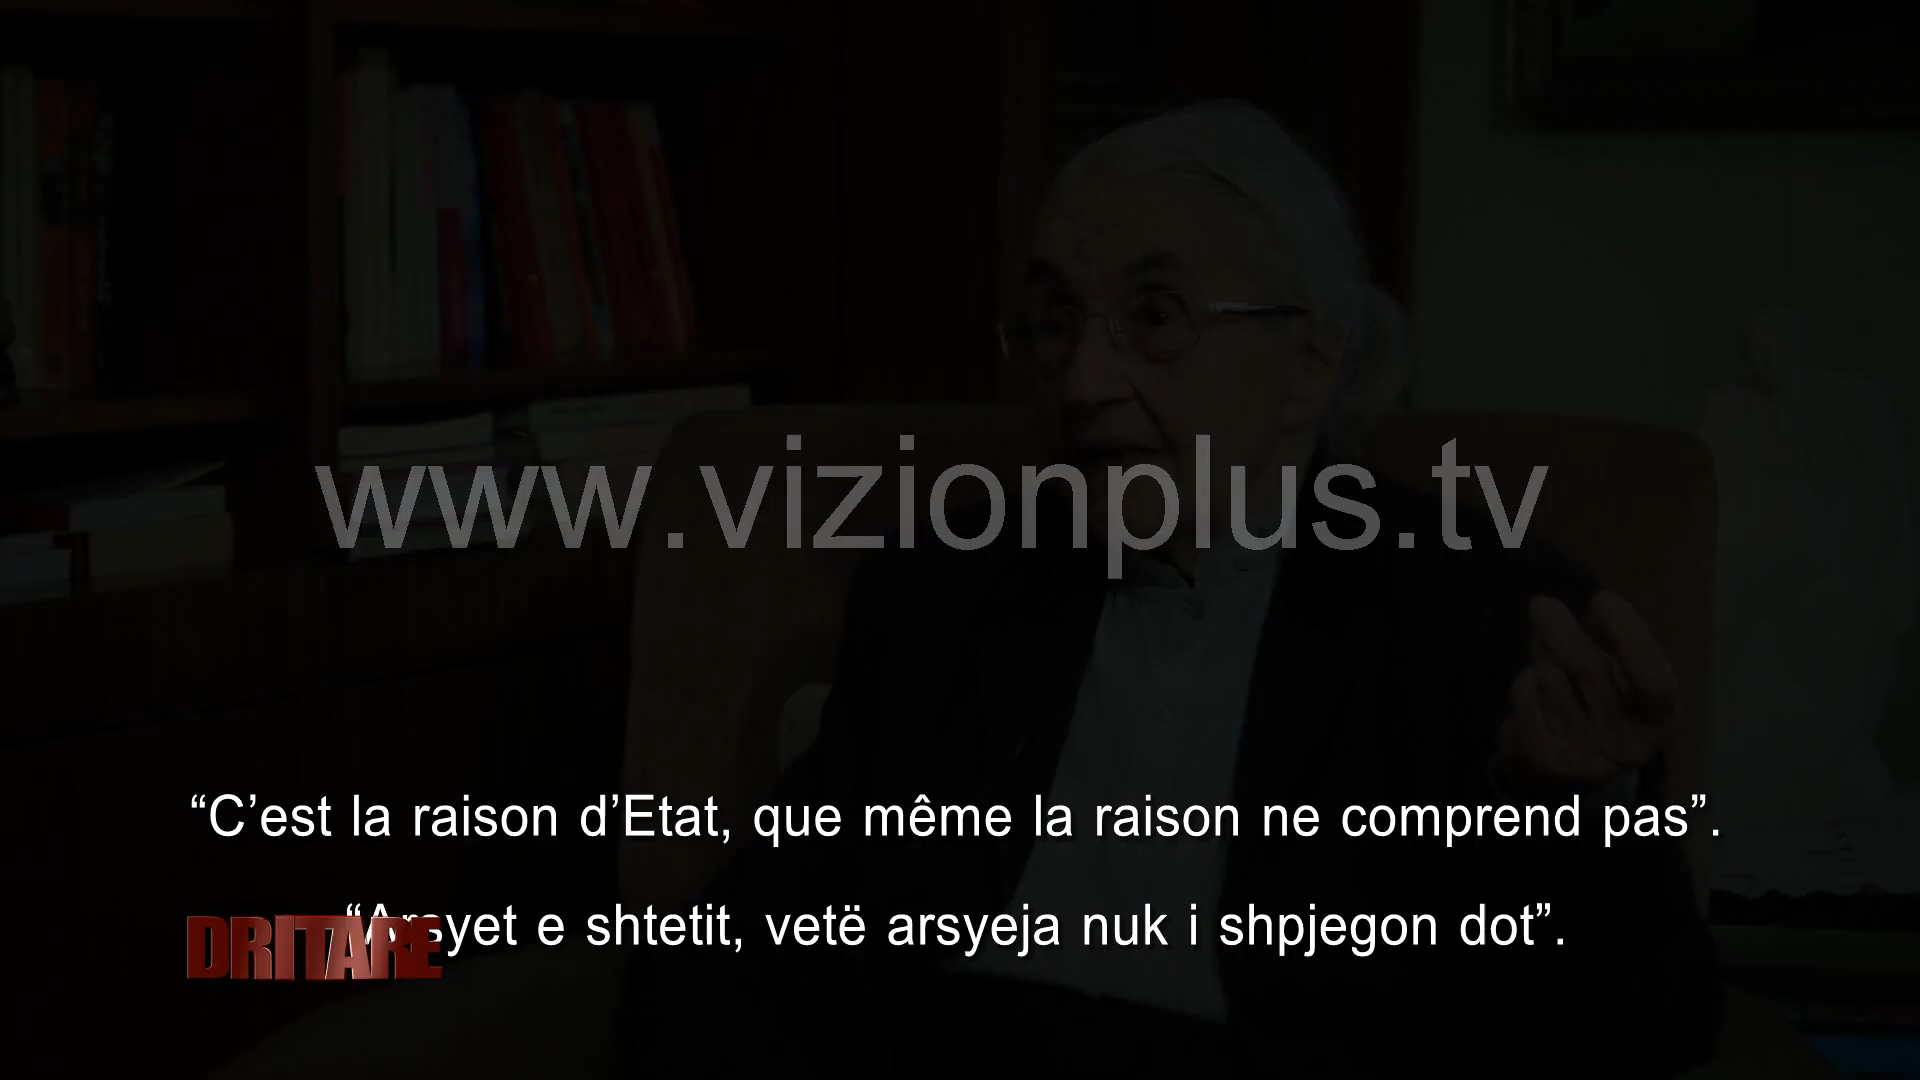 www.vizionplus.tv
“C’est la raison d’Etat, que même la raison ne comprend pas”.
“Arsyet e shtetit, vetë arsyeja nuk i shpjegon dot”.
DRITARE